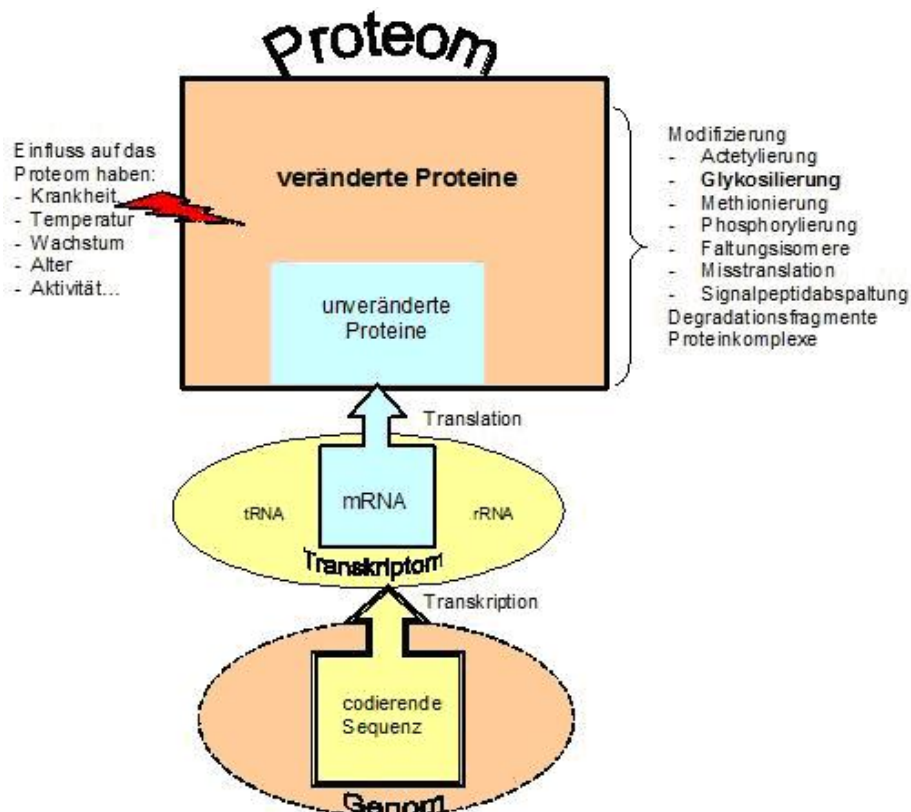 Proteom
Einfluss auf das
Proteom haben:
- Krankheit
- Temperatur
- Wachstum
- Alter
- Aktivität...
veränderte Proteine
unveränderte
Proteine
Modifizierung
- Actetylierung
- Glykosilierung
- Methionierung
- Phosphorylierung
- Faltungsisomere
- Misstranslation
- Signalpeptidabspaltung
Degradationsfragmente
Proteinkomplexe
Translation
tRNA
mRNA
rRNA
Transkriptom
Transkription
codierende
Sequenz
Genom